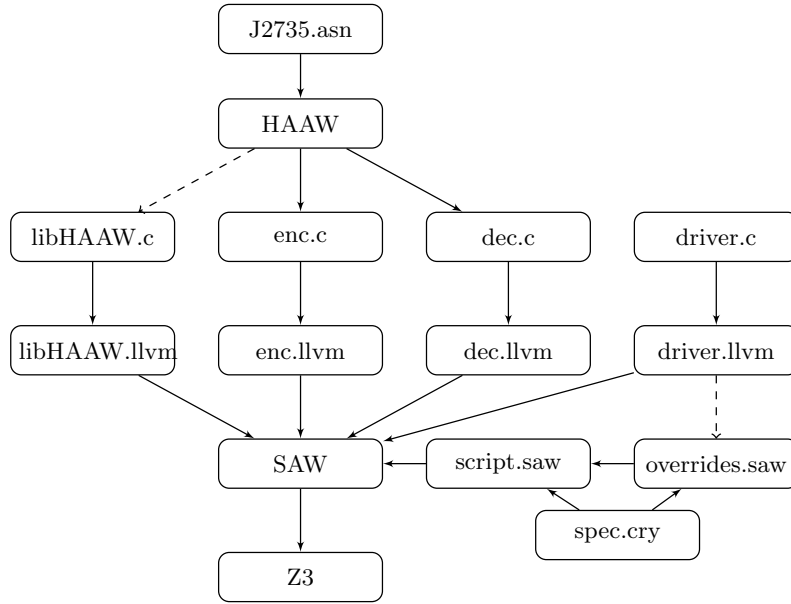 J2735.asn
HAAW
libHAAW.c
enc.c
dec.c
driver.c
libHAAW.llvm
enc.llvm
dec.llvm
driver.llvm
SAW
script.saw
overrides.saw
spec.cry
Z3